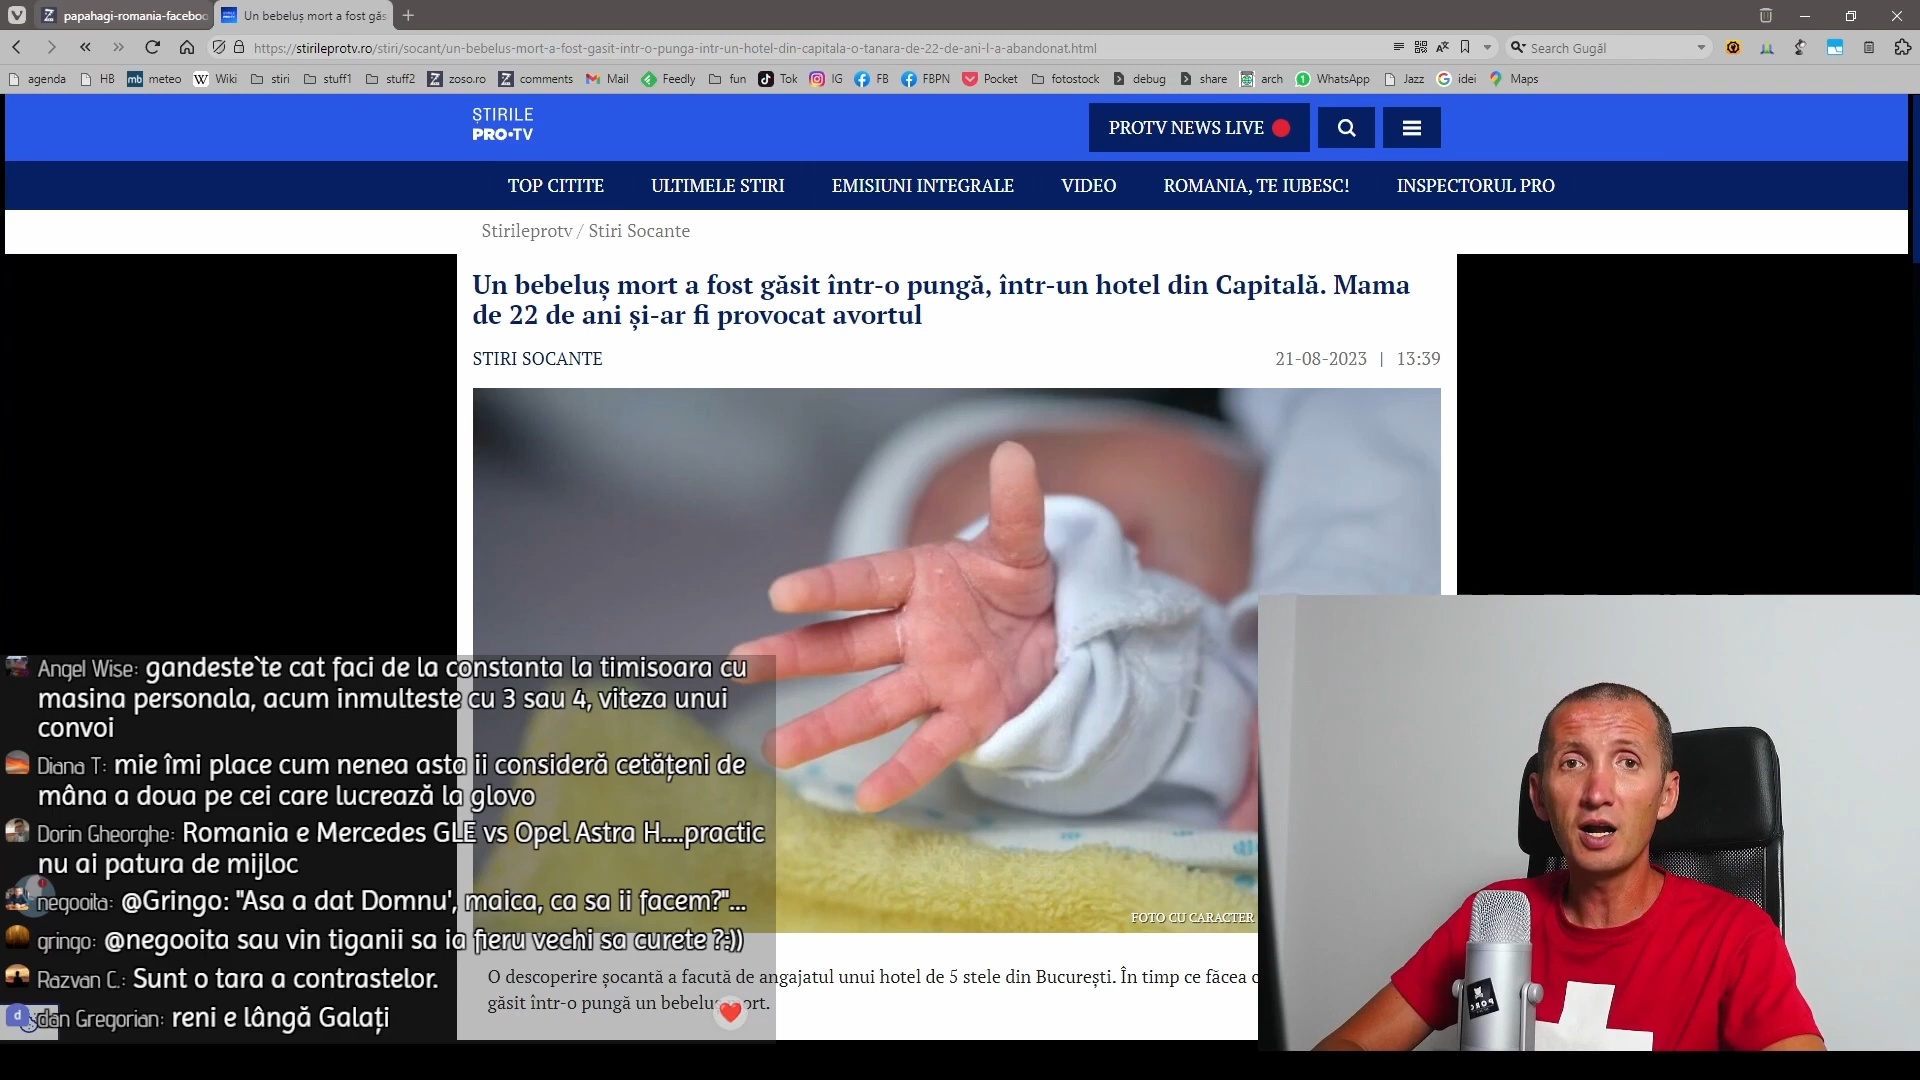 papahagi-romania-faceboo
Un bebeluș mort a fost găs
https://stirileprotv.ro/stiri/socant/un-bebelus-mort-a-fost-gasit-intr-o-punga-intr-un-hotel-din-capitala-o-tanara-de-22-de-ani-l-a-abandonat.html
Search Gugăl
agenda HB mb meteo W Wiki stiri stuff1 stuff2 Z zoso.ro Z comments Mail Feedly fun Tok IG FB FBPN Pocket fotostock debug share arch WhatsApp Jazz idei Maps
ȘTIRILE
PRO•TV
PROTV NEWS LIVE
TOP CITITE ULTIMELE STIRI EMISIUNI INTEGRALE VIDEO ROMANIA, TE IUBESC! INSPECTORUL PRO
Stirileprotv / Stiri Socante
Un bebeluș mort a fost găsit într-o pungă, într-un hotel din Capitală. Mama
de 22 de ani și-ar fi provocat avortul
STIRI SOCANTE
21-08-2023 | 13:39
FOTO CU CARACTER
O descoperire șocantă a facută de angajatul unui hotel de 5 stele din București. În timp ce făcea
găsit într-o pungă un bebeluș
Angel Wise: gandeste`te cat faci de la constanta la timisoara cu
masina personala, acum inmulteste cu 3 sau 4, viteza unui
convoi
Diana T: mie îmi place cum nenea asta ii consideră cetățeni de
mâna a doua pe cei care lucrează la glovo
Dorin Gheorghe: Romania e Mercedes GLE vs Opel Astra H....practic
nu ai patura de mijloc
negooita: @Gringo: "Asa a dat Domnu', maica, ca sa ii facem?"...
gringo: @negooita sau vin tiganii sa ia fieru vechi sa curete ?:))
Razvan C.: Sunt o tara a contrastelor.
dan Gregorian: reni e lângă Galați
PORC